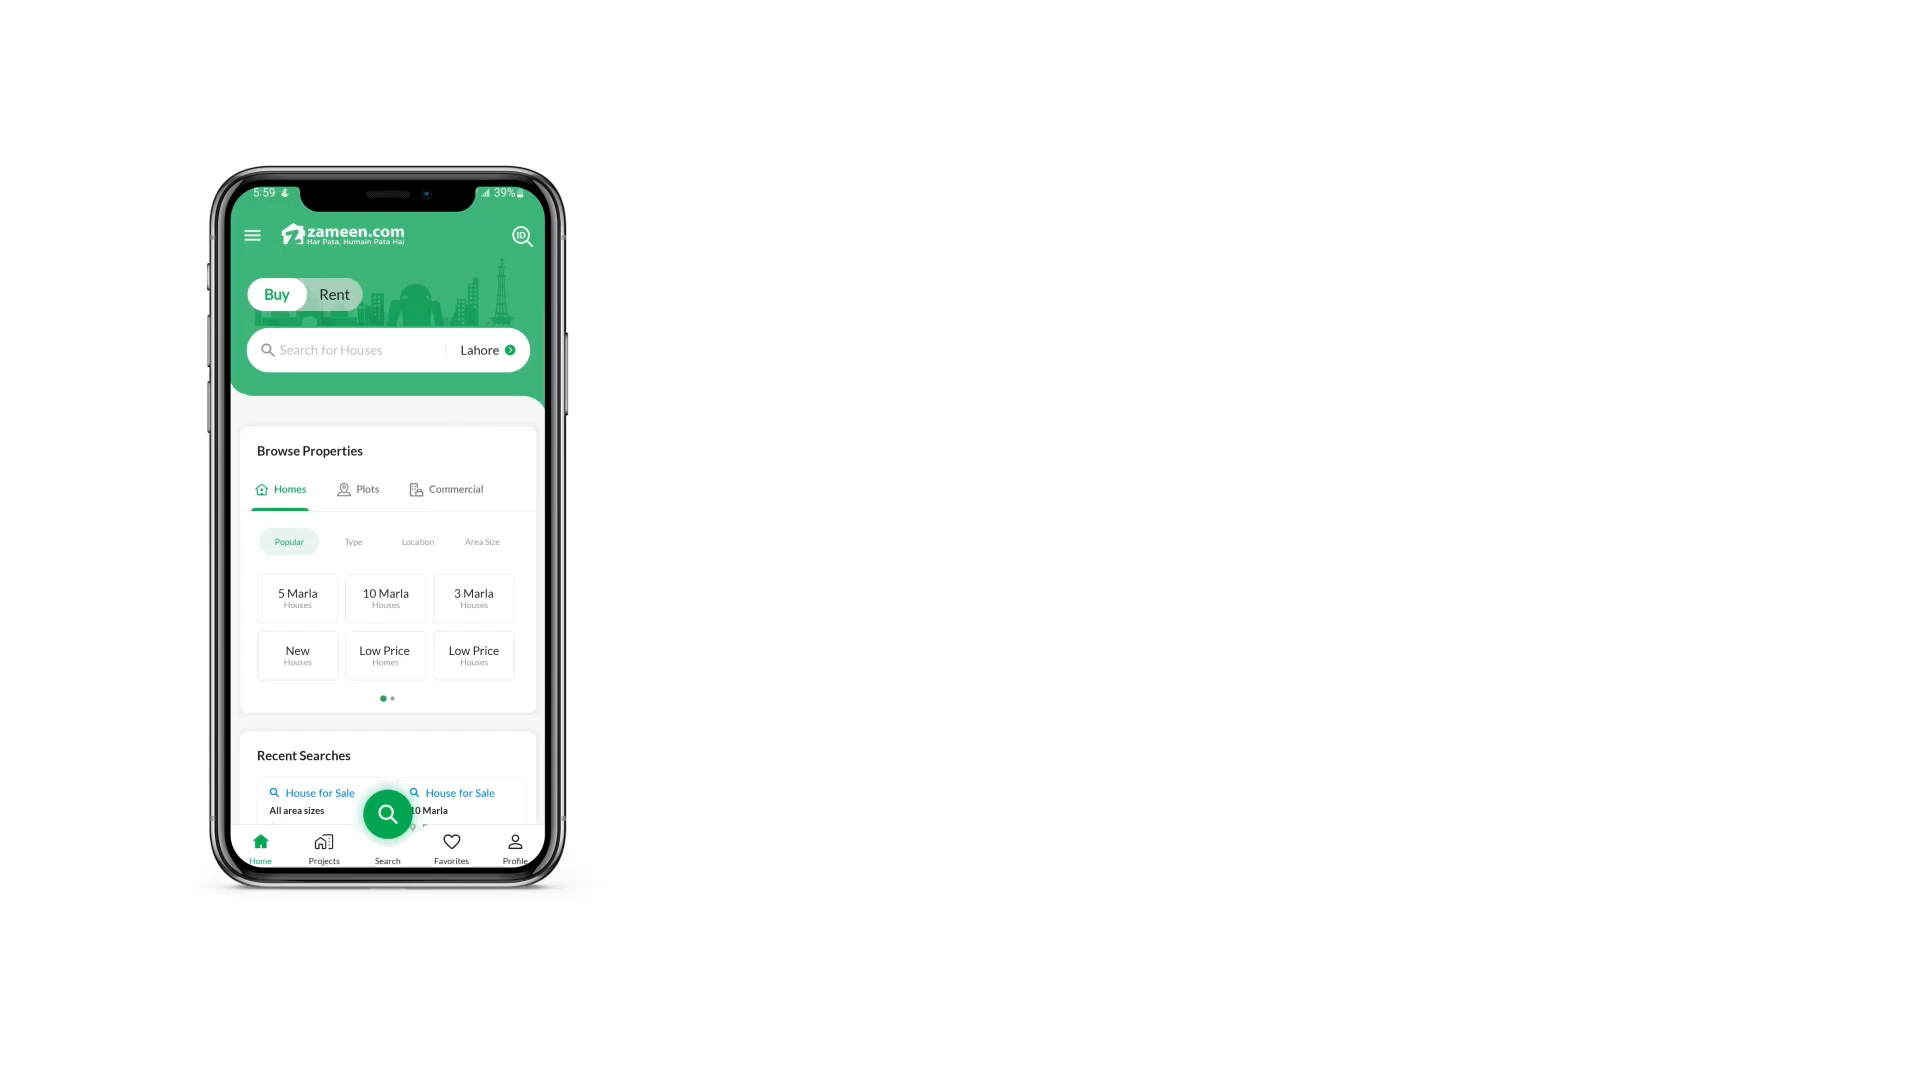 5:59
39%
zameen.com
Har Pata, Humain Pata Hai
ID
Buy
Rent
Search for Houses
Lahore
Browse Properties
Homes
Plots
Commercial
Popular
Type
Location
Area Size
5 Marla
Houses
10 Marla
Houses
3 Marla
Houses
New
Houses
Low Price
Homes
Low Price
Houses
Recent Searches
House for Sale
All area sizes
House for Sale
10 Marla
Home
Projects
Search
Favorites
Profile